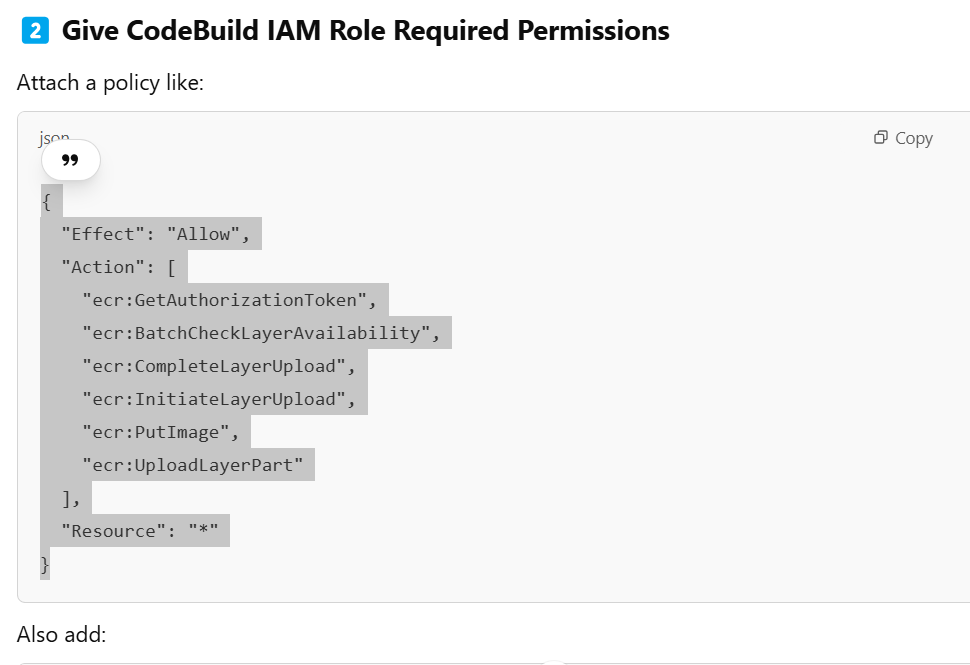 2 Give CodeBuild IAM Role Required Permissions
Attach a policy like:
json
Copy
”
{
  "Effect": "Allow",
  "Action": [
    "ecr:GetAuthorizationToken",
    "ecr:BatchCheckLayerAvailability",
    "ecr:CompleteLayerUpload",
    "ecr:InitiateLayerUpload",
    "ecr:PutImage",
    "ecr:UploadLayerPart"
  ],
  "Resource": "*"
}
Also add: